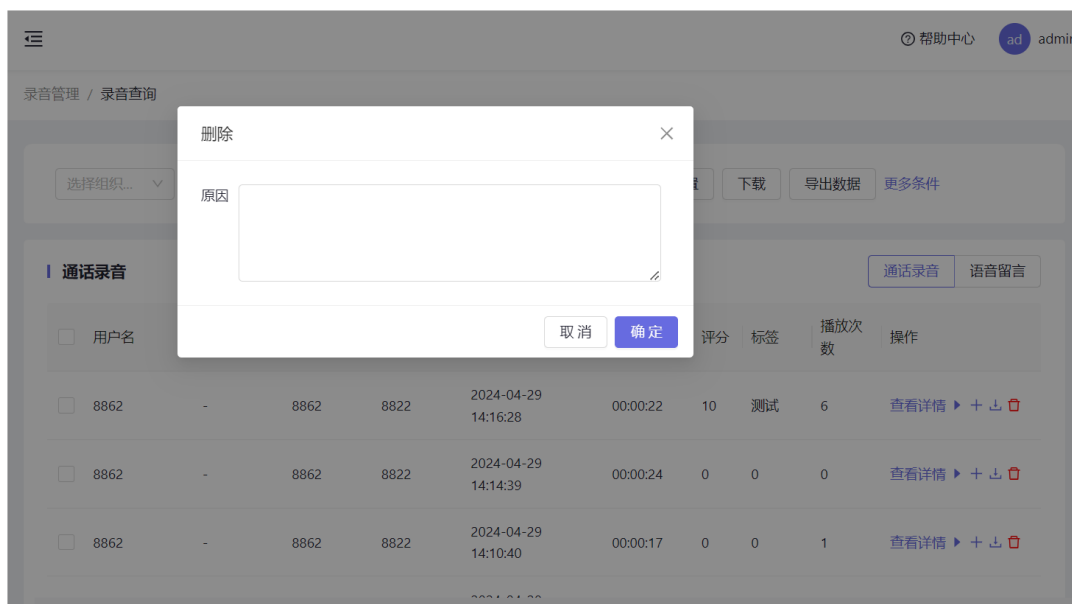 帮助中心 ad admin
录音管理 / 录音查询
删除
选择组织... 下载 导出数据 更多条件
原因
通话录音 通话录音 语音留言
取消 确定
用户名 评分 标签 播放次数 操作
8862 - 8862 8822 2024-04-29 14:16:28 00:00:22 10 测试 6 查看详情
8862 - 8862 8822 2024-04-29 14:14:39 00:00:24 0 0 0 查看详情
8862 - 8862 8822 2024-04-29 14:10:40 00:00:17 0 0 1 查看详情